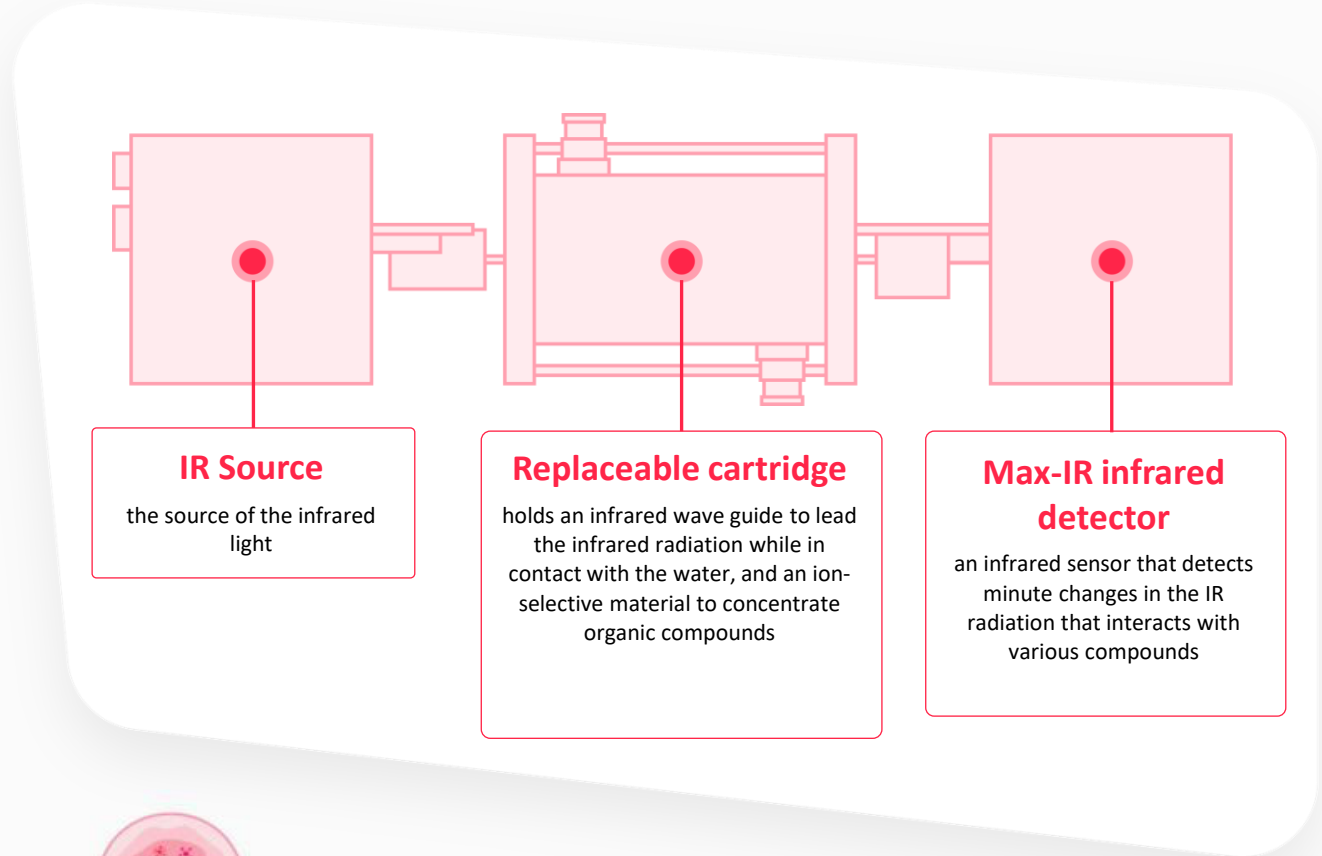 IR Source
the source of the infrared
light
Replaceable cartridge
holds an infrared wave guide to lead
the infrared radiation while in
contact with the water, and an ion-
selective material to concentrate
organic compounds
Max-IR infrared
detector
an infrared sensor that detects
minute changes in the IR
radiation that interacts with
various compounds